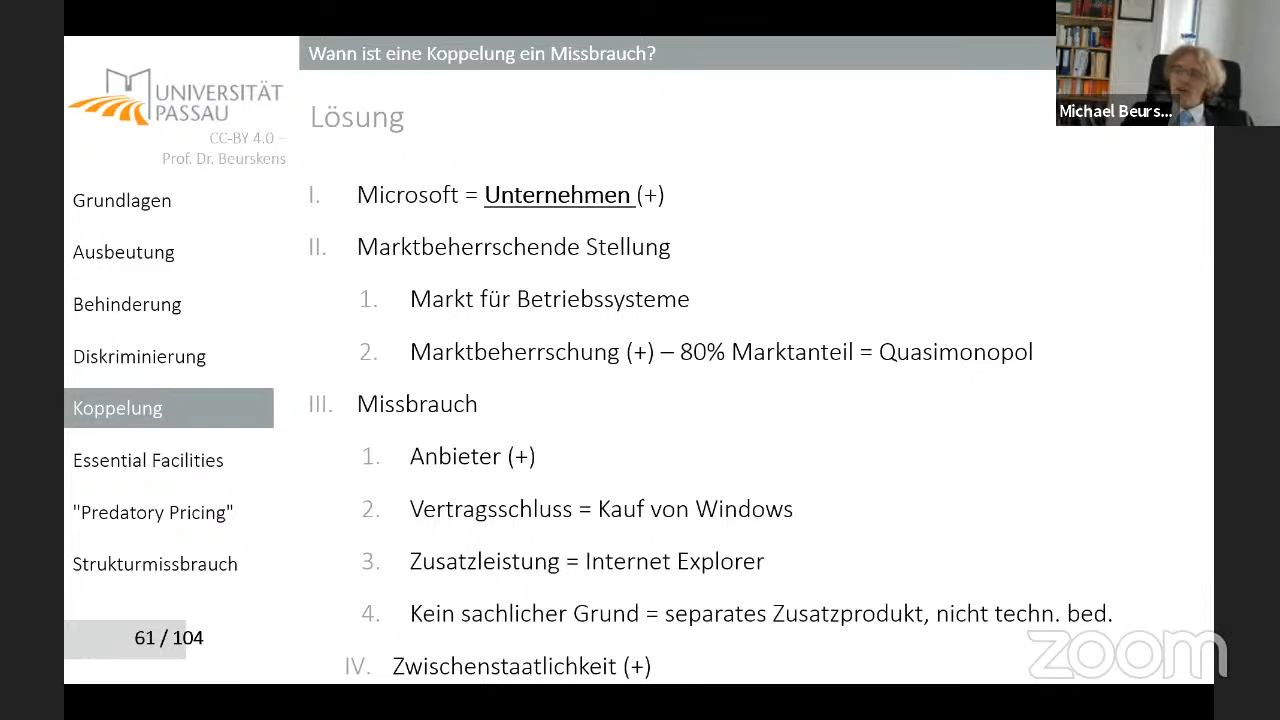 Wann ist eine Koppelung ein Missbrauch?
UNIVERSITÄT
PASSAU
CC-BY 4.0 –
Prof. Dr. Beurskens
Michael Beurs...
Lösung
Grundlagen
Ausbeutung
Behinderung
Diskriminierung
Koppelung
Essential Facilities
"Predatory Pricing"
Strukturmissbrauch
61 / 104
I. Microsoft = Unternehmen (+)
II. Marktbeherrschende Stellung
1. Markt für Betriebssysteme
2. Marktbeherrschung (+) – 80% Marktanteil = Quasimonopol
III. Missbrauch
1. Anbieter (+)
2. Vertragsschluss = Kauf von Windows
3. Zusatzleistung = Internet Explorer
4. Kein sachlicher Grund = separates Zusatzprodukt, nicht techn. bed.
IV. Zwischenstaatlichkeit (+)
zoom